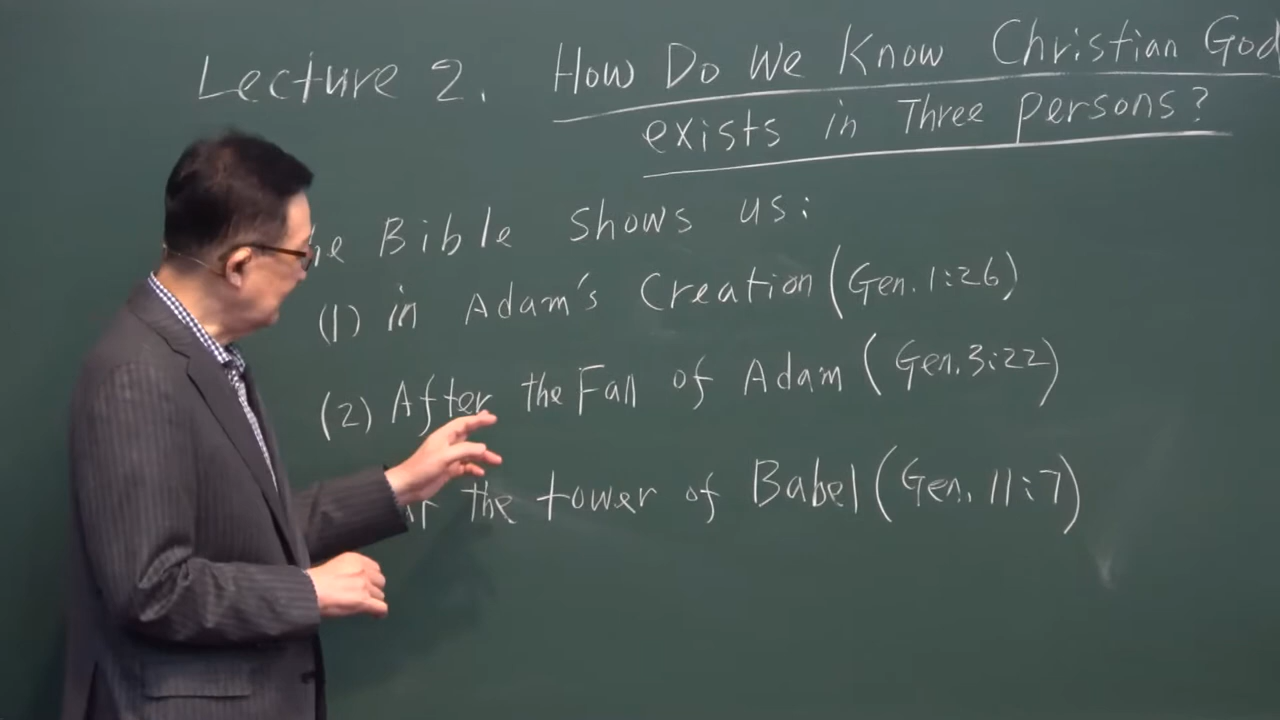 Lecture 2. How Do We Know Christian God
exists in Three persons?
he Bible shows us:
(1) in Adam's Creation (Gen. 1:26)
(2) After the Fall of Adam (Gen. 3:22)
the tower of Babel (Gen. 11:7)